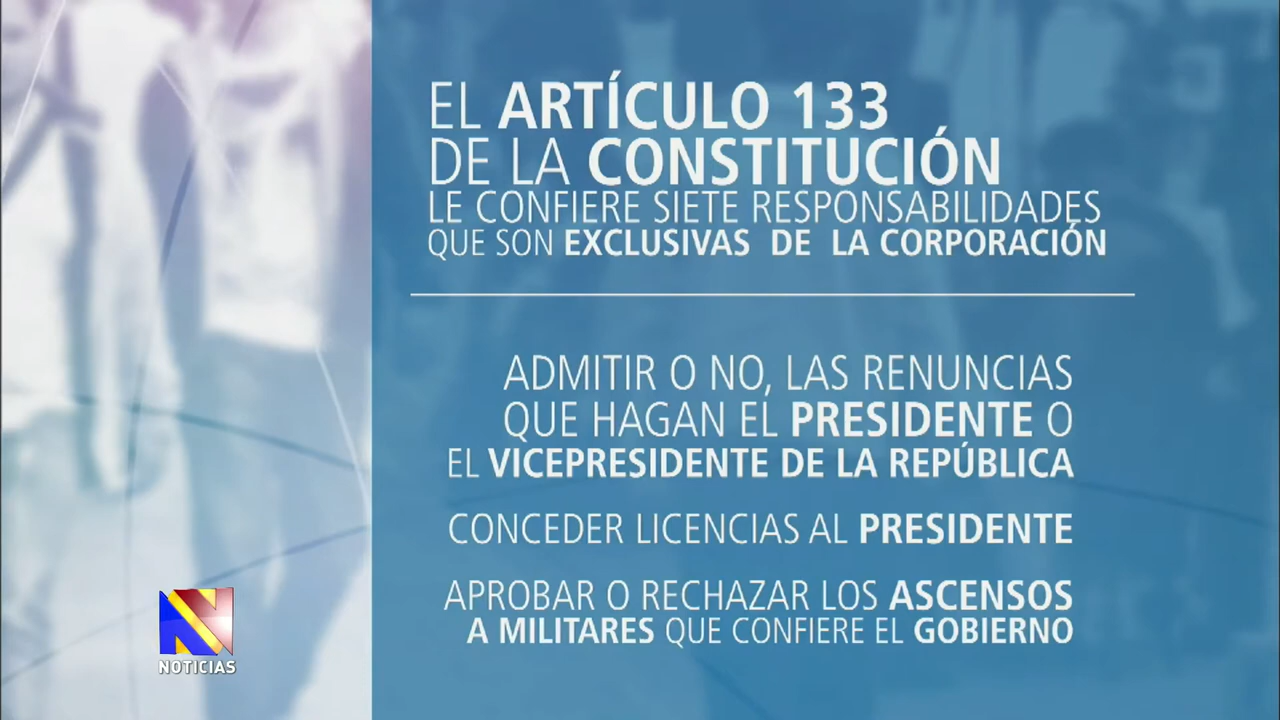 EL ARTÍCULO 133
DE LA CONSTITUCIÓN
LE CONFIERE SIETE RESPONSABILIDADES
QUE SON EXCLUSIVAS DE LA CORPORACIÓN
ADMITIR O NO, LAS RENUNCIAS
QUE HAGAN EL PRESIDENTE O
EL VICEPRESIDENTE DE LA REPÚBLICA
CONCEDER LICENCIAS AL PRESIDENTE
APROBAR O RECHAZAR LOS ASCENSOS
A MILITARES QUE CONFIERE EL GOBIERNO
N
NOTICIAS